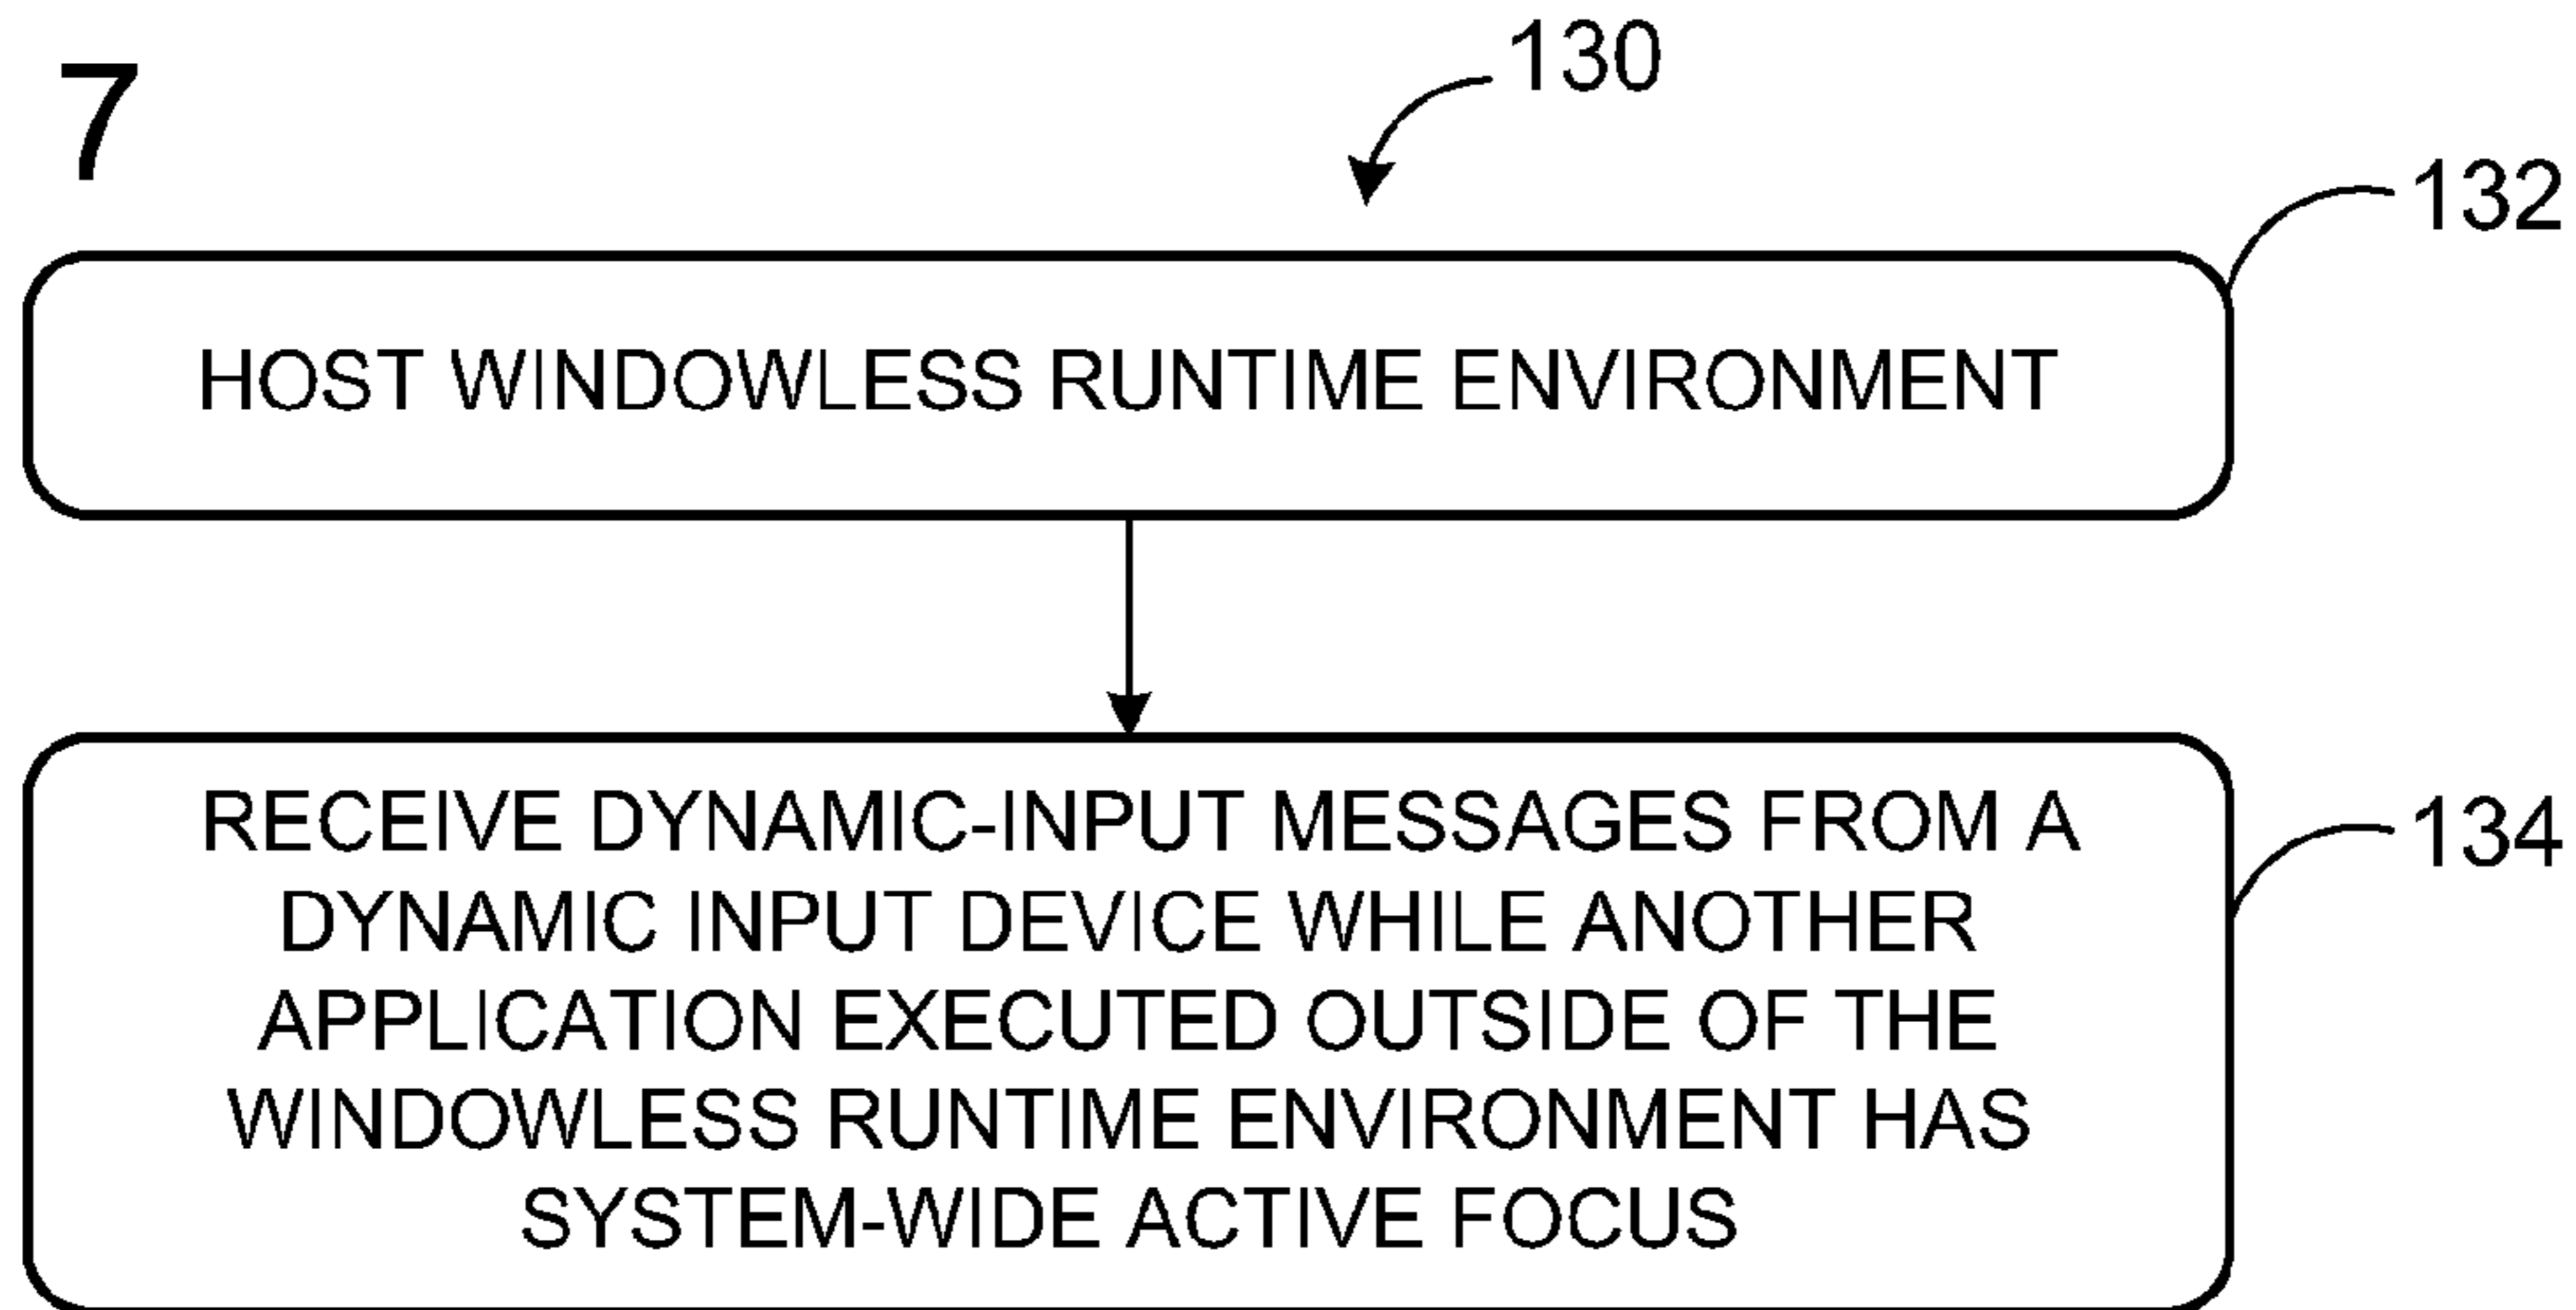 7
130
132
HOST WINDOWLESS RUNTIME ENVIRONMENT
RECEIVE DYNAMIC-INPUT MESSAGES FROM A
DYNAMIC INPUT DEVICE WHILE ANOTHER
APPLICATION EXECUTED OUTSIDE OF THE
WINDOWLESS RUNTIME ENVIRONMENT HAS
SYSTEM-WIDE ACTIVE FOCUS
134